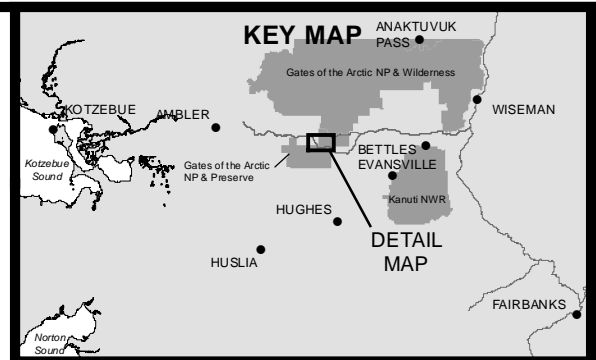 KEY MAP
ANAKTUVUK
PASS
Gates of the Arctic NP & Wilderness
KOTZEBUE
AMBLER
WISEMAN
Kotzebue
Sound
Gates of the Arctic
NP & Preserve
BETTLES
EVANSVILLE
Kanuti NWR
HUGHES
DETAIL
MAP
HUSLIA
FAIRBANKS
Norton
Sound